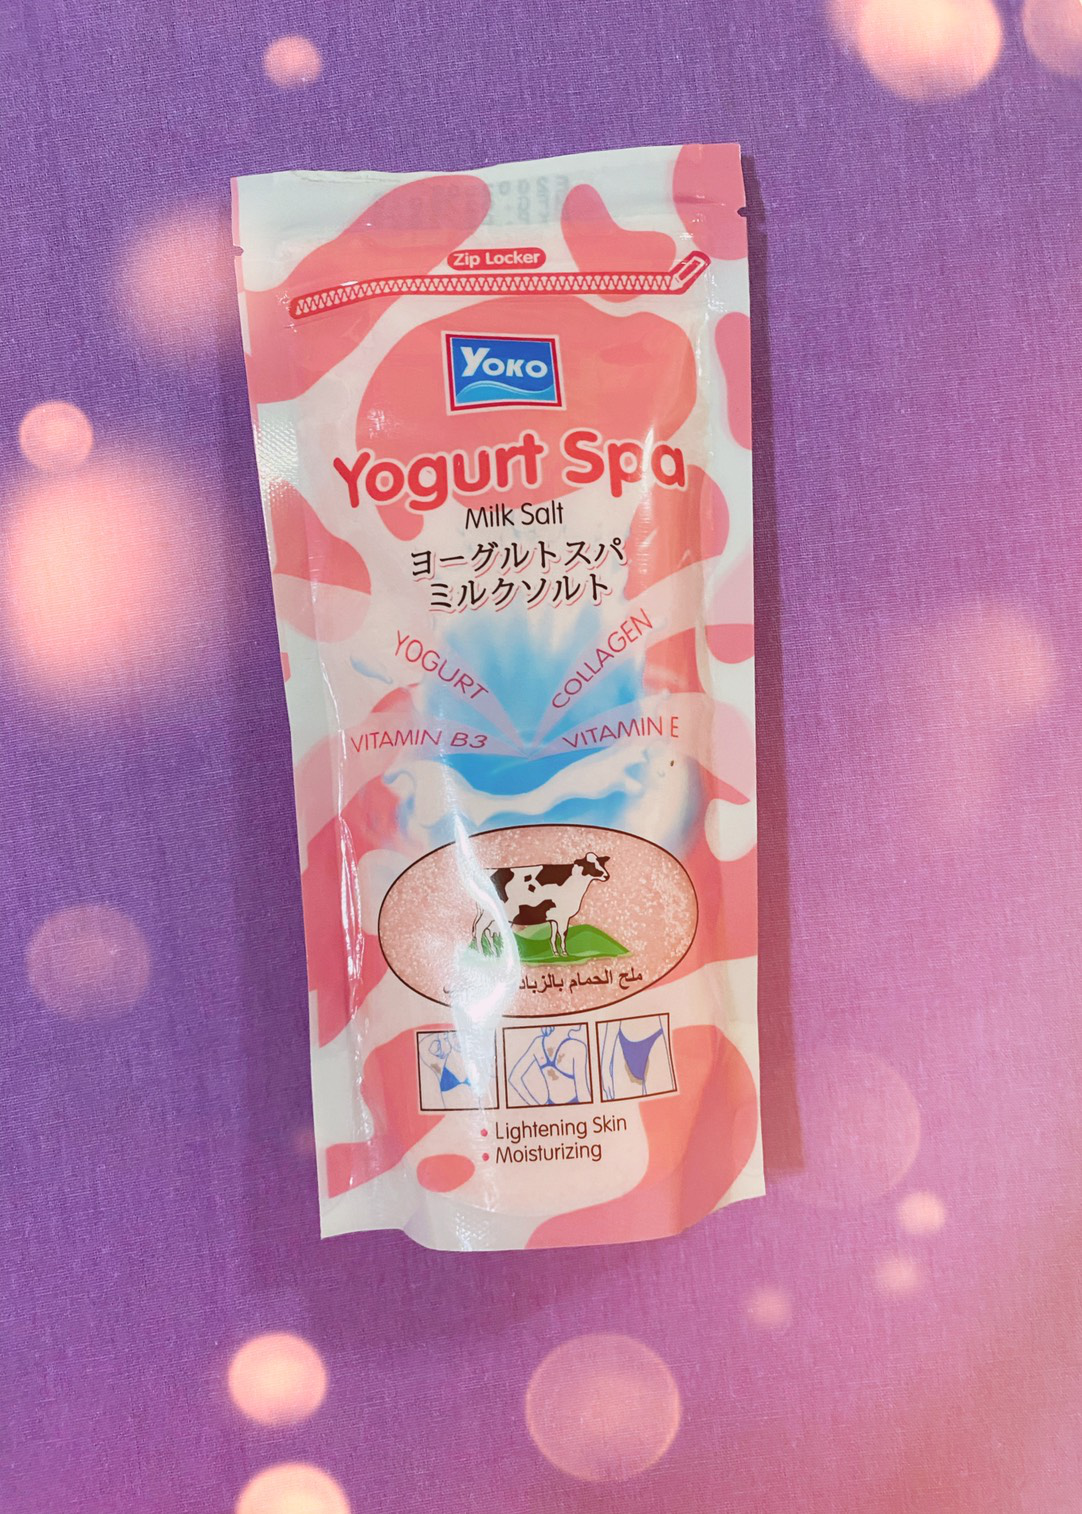 Zip Locker
YOKO
Yogurt Spa
Milk Salt
ヨーグルトスパ
ミルクソルト
YOGURT
COLLAGEN
VITAMIN B3
VITAMIN E
ملح الحمام بالزبادي
• Lightening Skin
• Moisturizing